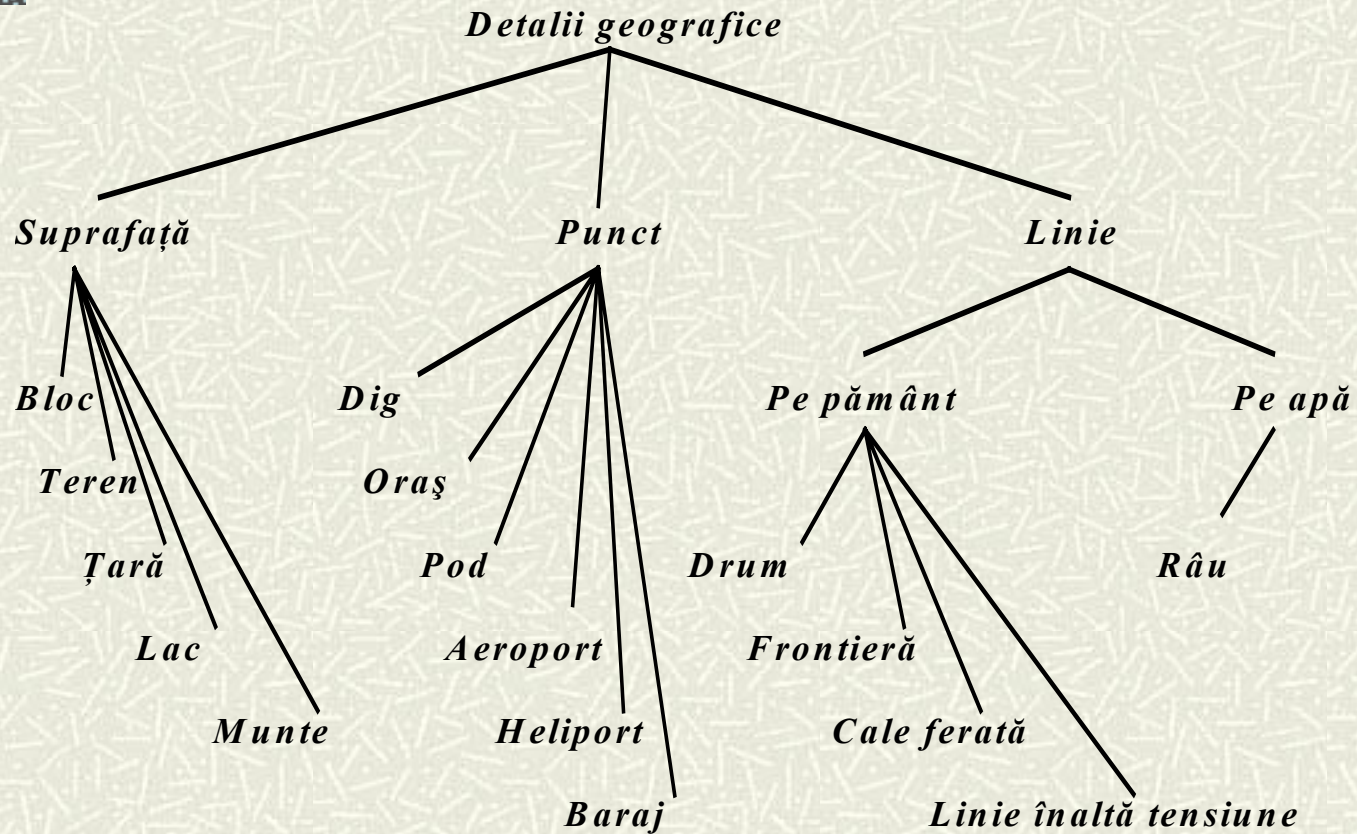 Detalii geografice
Suprafață Punct Linie
Bloc Dig Pe pământ Pe apă
Teren Oraş
Țară Pod Drum Râu
Lac Aeroport Frontieră
Munte Heliport Cale ferată
Baraj Linie înaltă tensiune